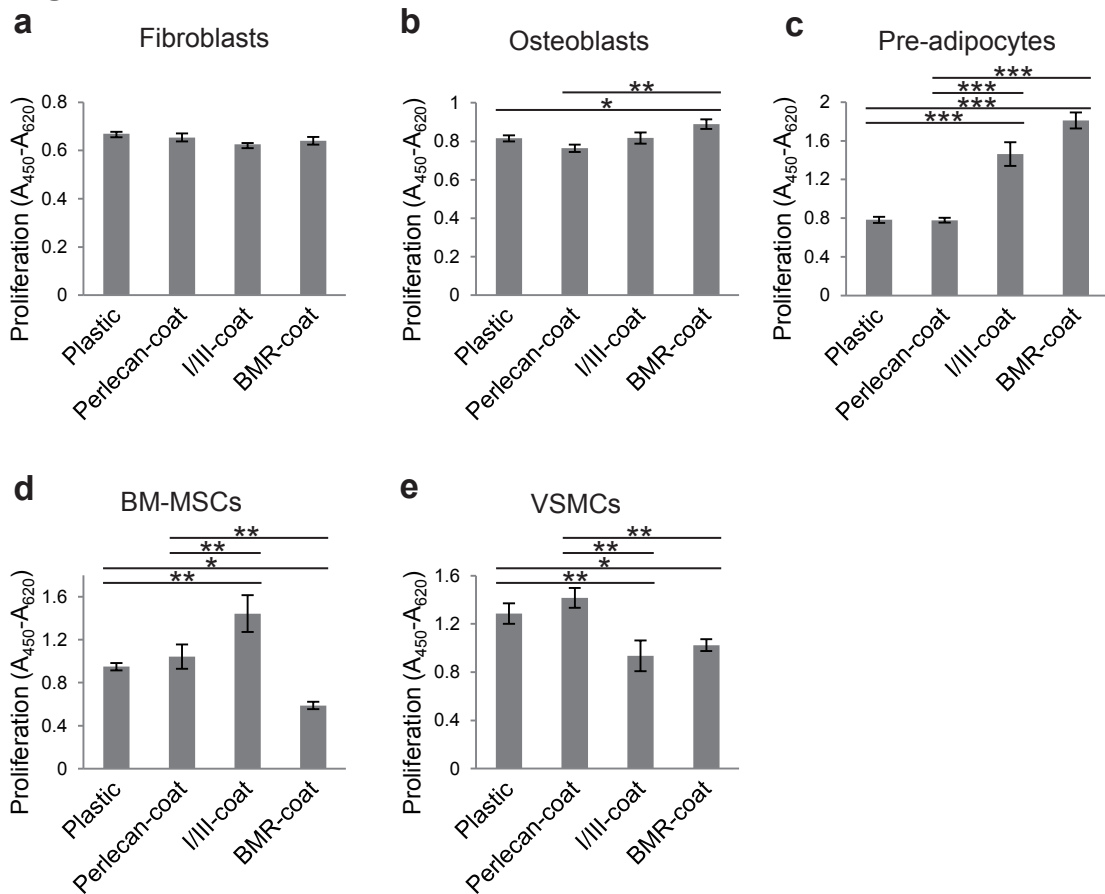 a
Fibroblasts
Proliferation (A450-A620)
0.8
0.6
0.4
0.2
0
Plastic
Perlecan-coat
I/III-coat
BMR-coat
b
Osteoblasts
**
*
Proliferation (A450-A620)
1
0.8
0.6
0.4
0.2
0
Plastic
Perlecan-coat
I/III-coat
BMR-coat
c
Pre-adipocytes
***
***
***
***
Proliferation (A450-A620)
2
1.6
1.2
0.8
0.4
0
Plastic
Perlecan-coat
I/III-coat
BMR-coat
d
BM-MSCs
**
**
*
**
Proliferation (A450-A620)
1.6
1.2
0.8
0.4
0
Plastic
Perlecan-coat
I/III-coat
BMR-coat
e
VSMCs
**
**
*
**
Proliferation (A450-A620)
1.6
1.2
0.8
0.4
0
Plastic
Perlecan-coat
I/III-coat
BMR-coat